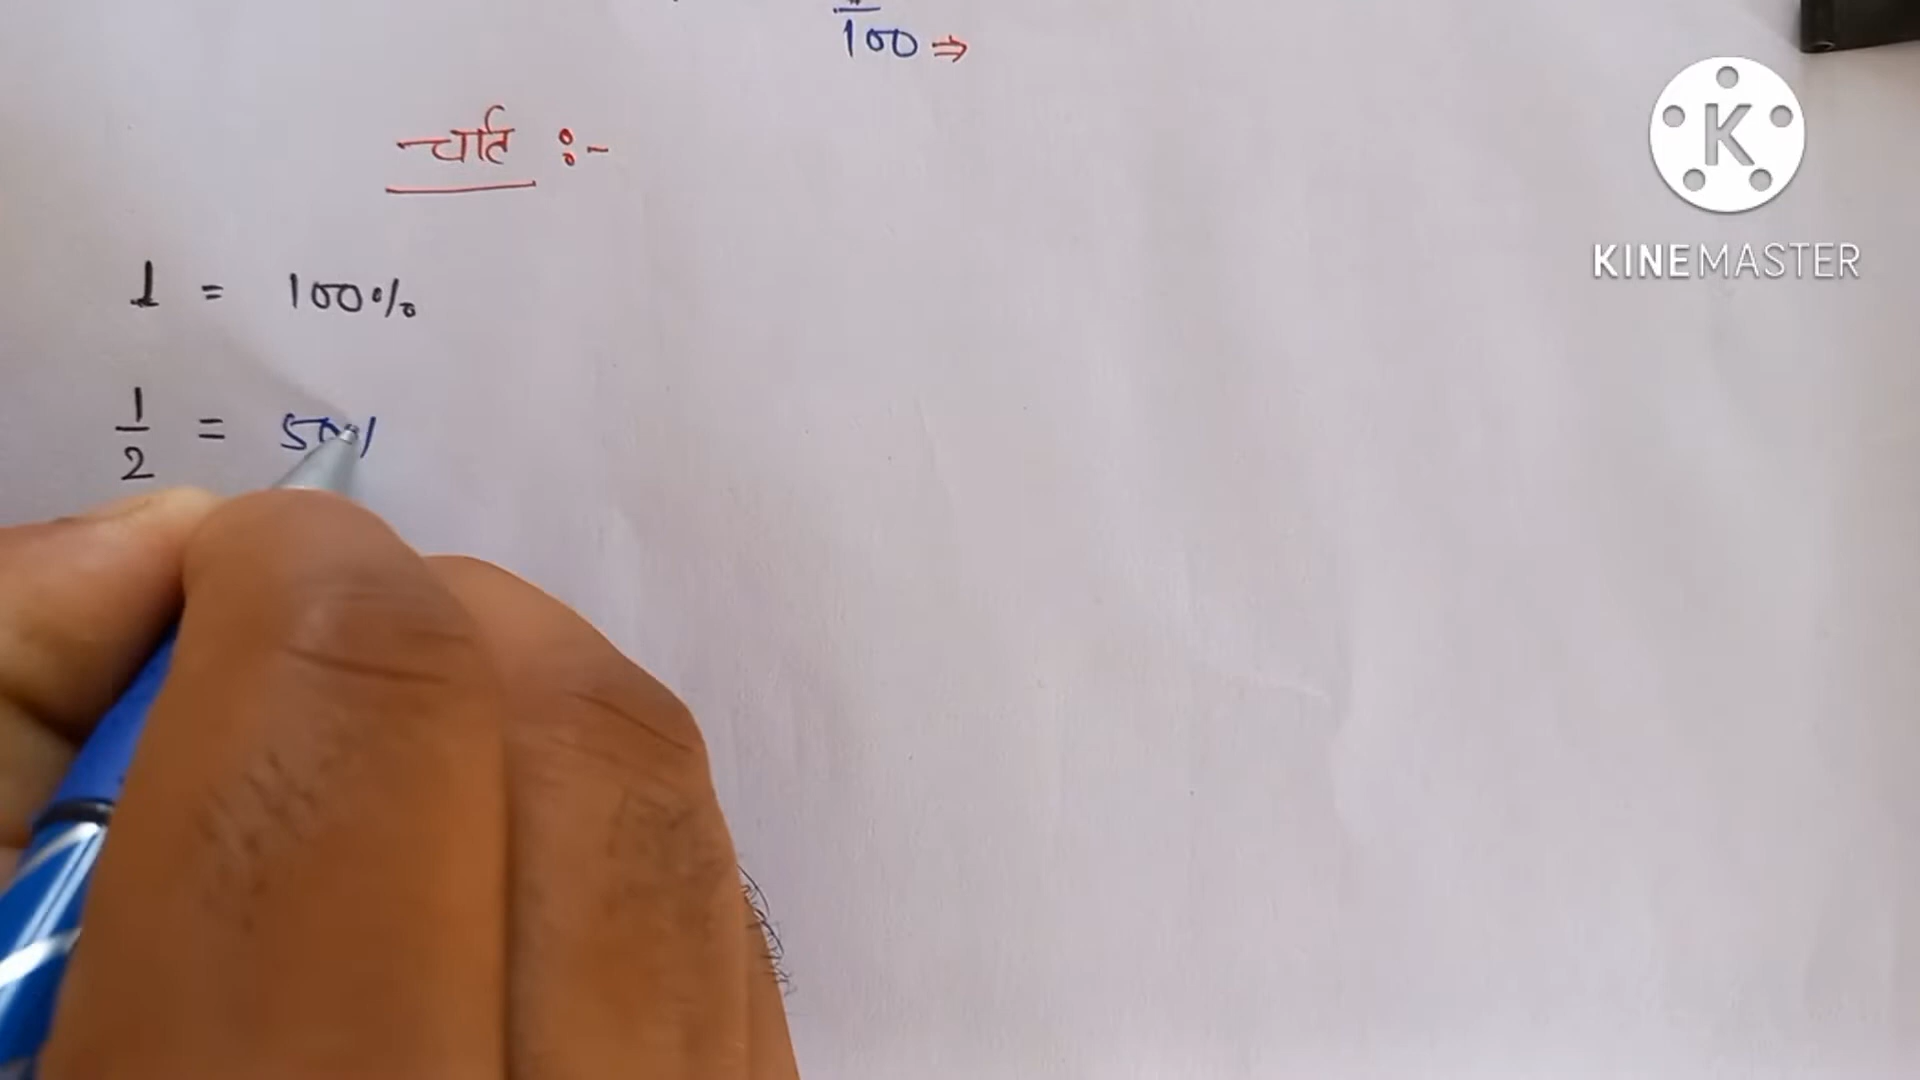 100 ⇒
चार्ट :-
K
KINEMASTER
1 = 100%
1/2 = 50%